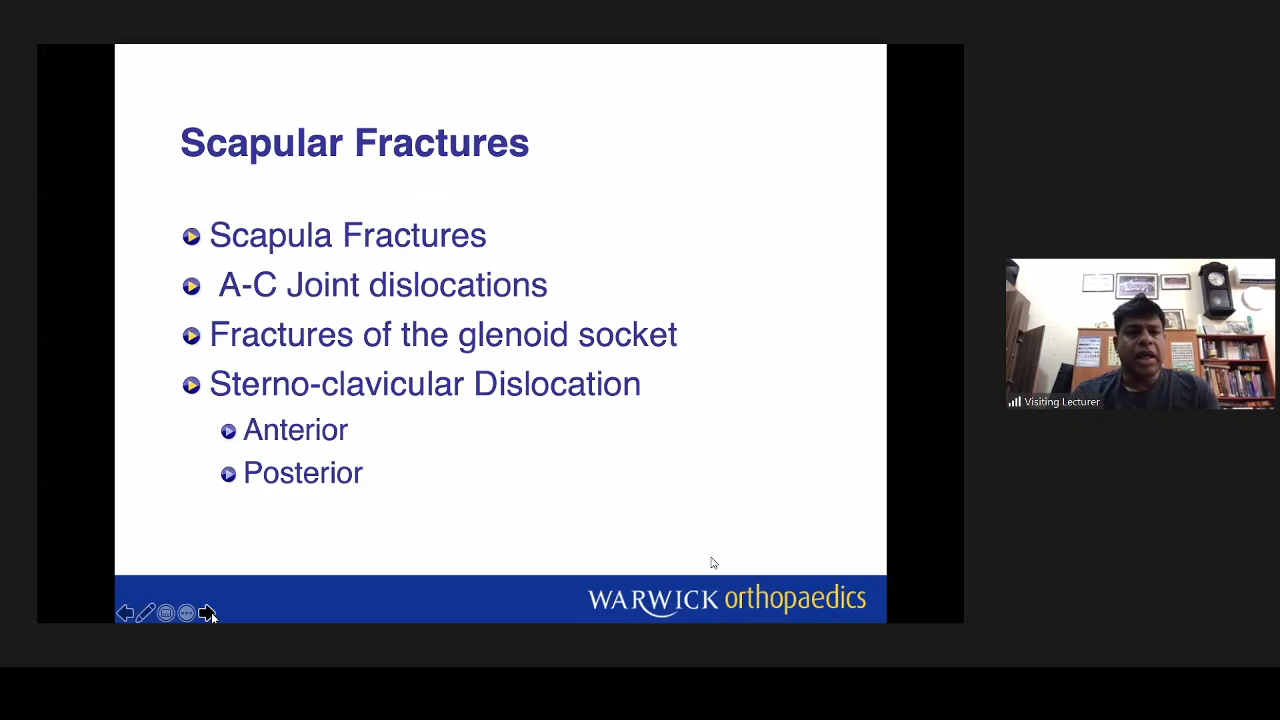 Scapular Fractures
Scapula Fractures
A-C Joint dislocations
Fractures of the glenoid socket
Sterno-clavicular Dislocation
Anterior
Posterior
WARWICK orthopaedics
Visiting Lecturer